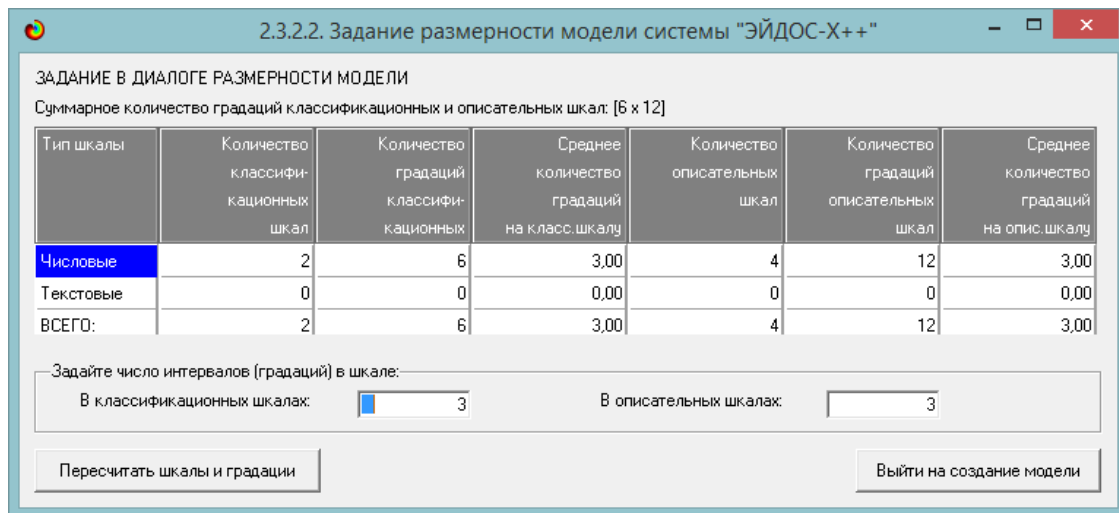 2.3.2.2. Задание размерности модели системы "ЭЙДОС-X++"
ЗАДАНИЕ В ДИАЛОГЕ РАЗМЕРНОСТИ МОДЕЛИ
Суммарное количество градаций классификационных и описательных шкал: [6 x 12]
Тип шкалы Количество Количество Среднее Количество Количество Среднее
классифи- градаций количество описательных градаций количество
кационных классифи- градаций шкал описательных градаций
шкал кационных на класс.шкалу шкал на опис.шкалу
Числовые 2 6 3,00 4 12 3,00
Текстовые 0 0 0,00 0 0 0,00
ВСЕГО: 2 6 3,00 4 12 3,00
Задайте число интервалов (градаций) в шкале:
В классификационных шкалах: 3 В описательных шкалах: 3
Пересчитать шкалы и градации Выйти на создание модели